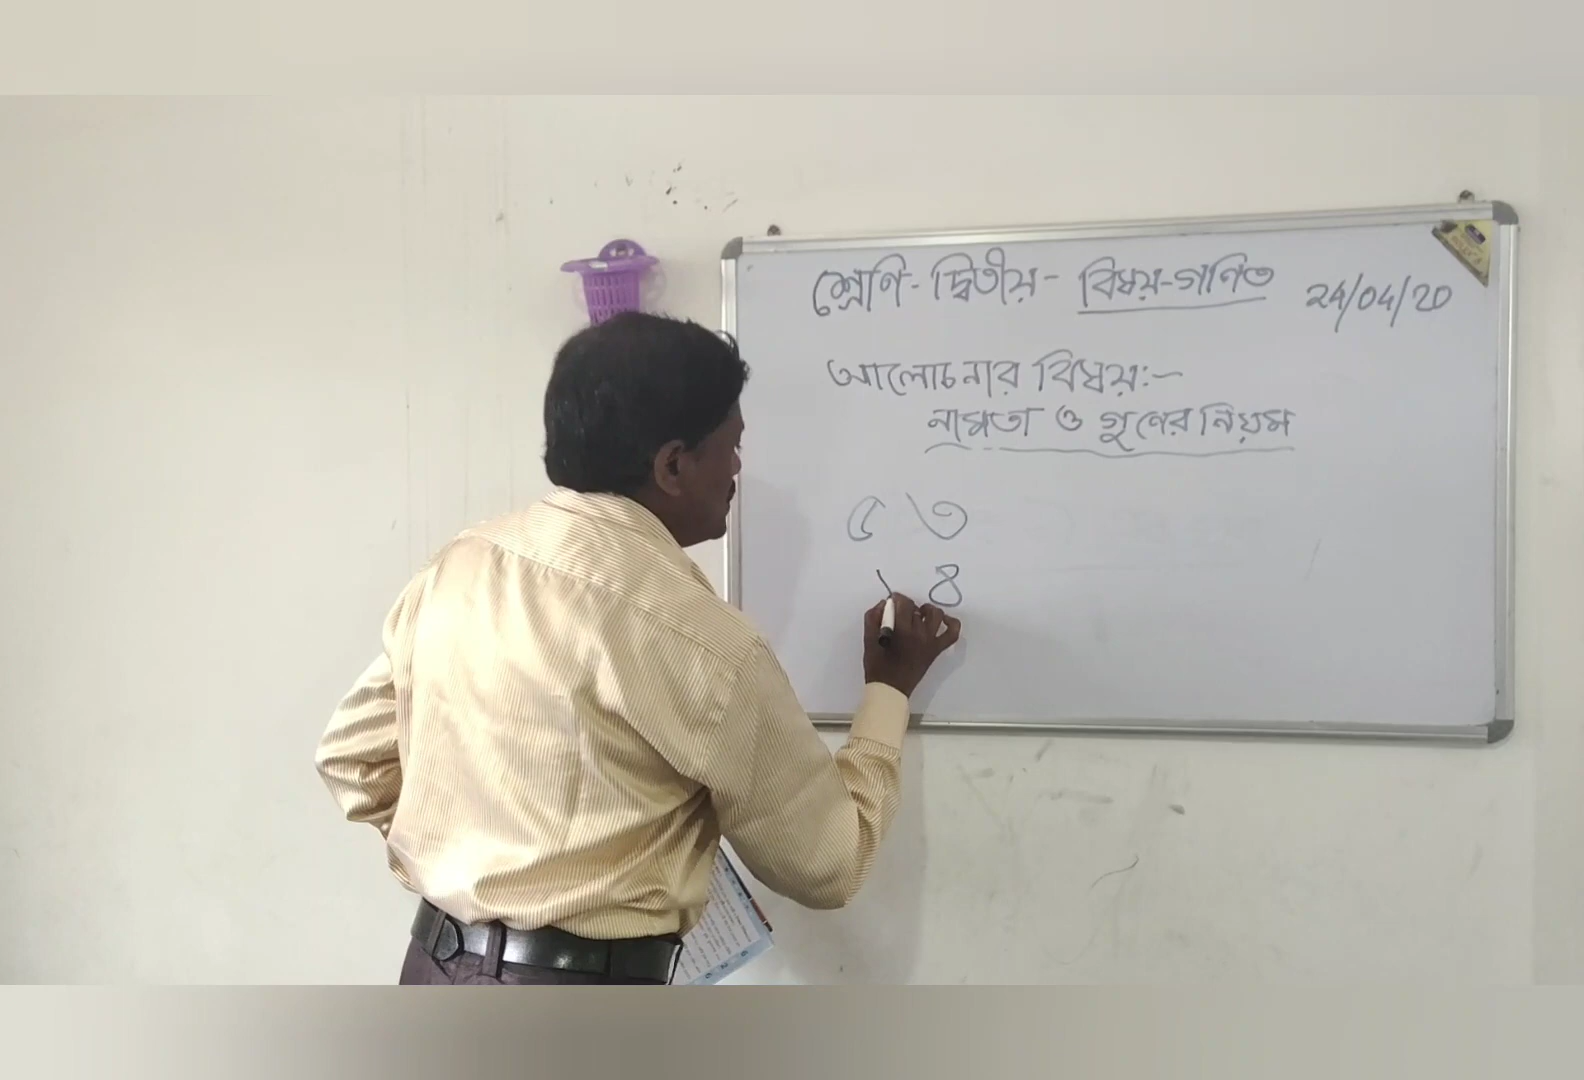 শ্রেণি - দ্বিতীয় - বিষয়-গণিত 24/04/20
আলোচনার বিষয়:-
নামতা ও গুণের নিয়ম
৫৩
৪